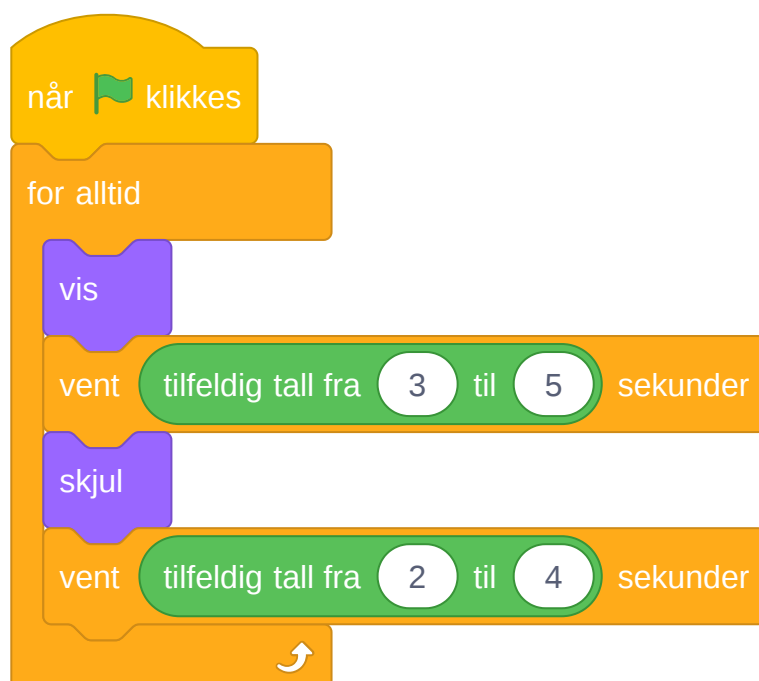 når klikkes
for alltid
vis
vent tilfeldig tall fra 3 til 5 sekunder
skjul
vent tilfeldig tall fra 2 til 4 sekunder